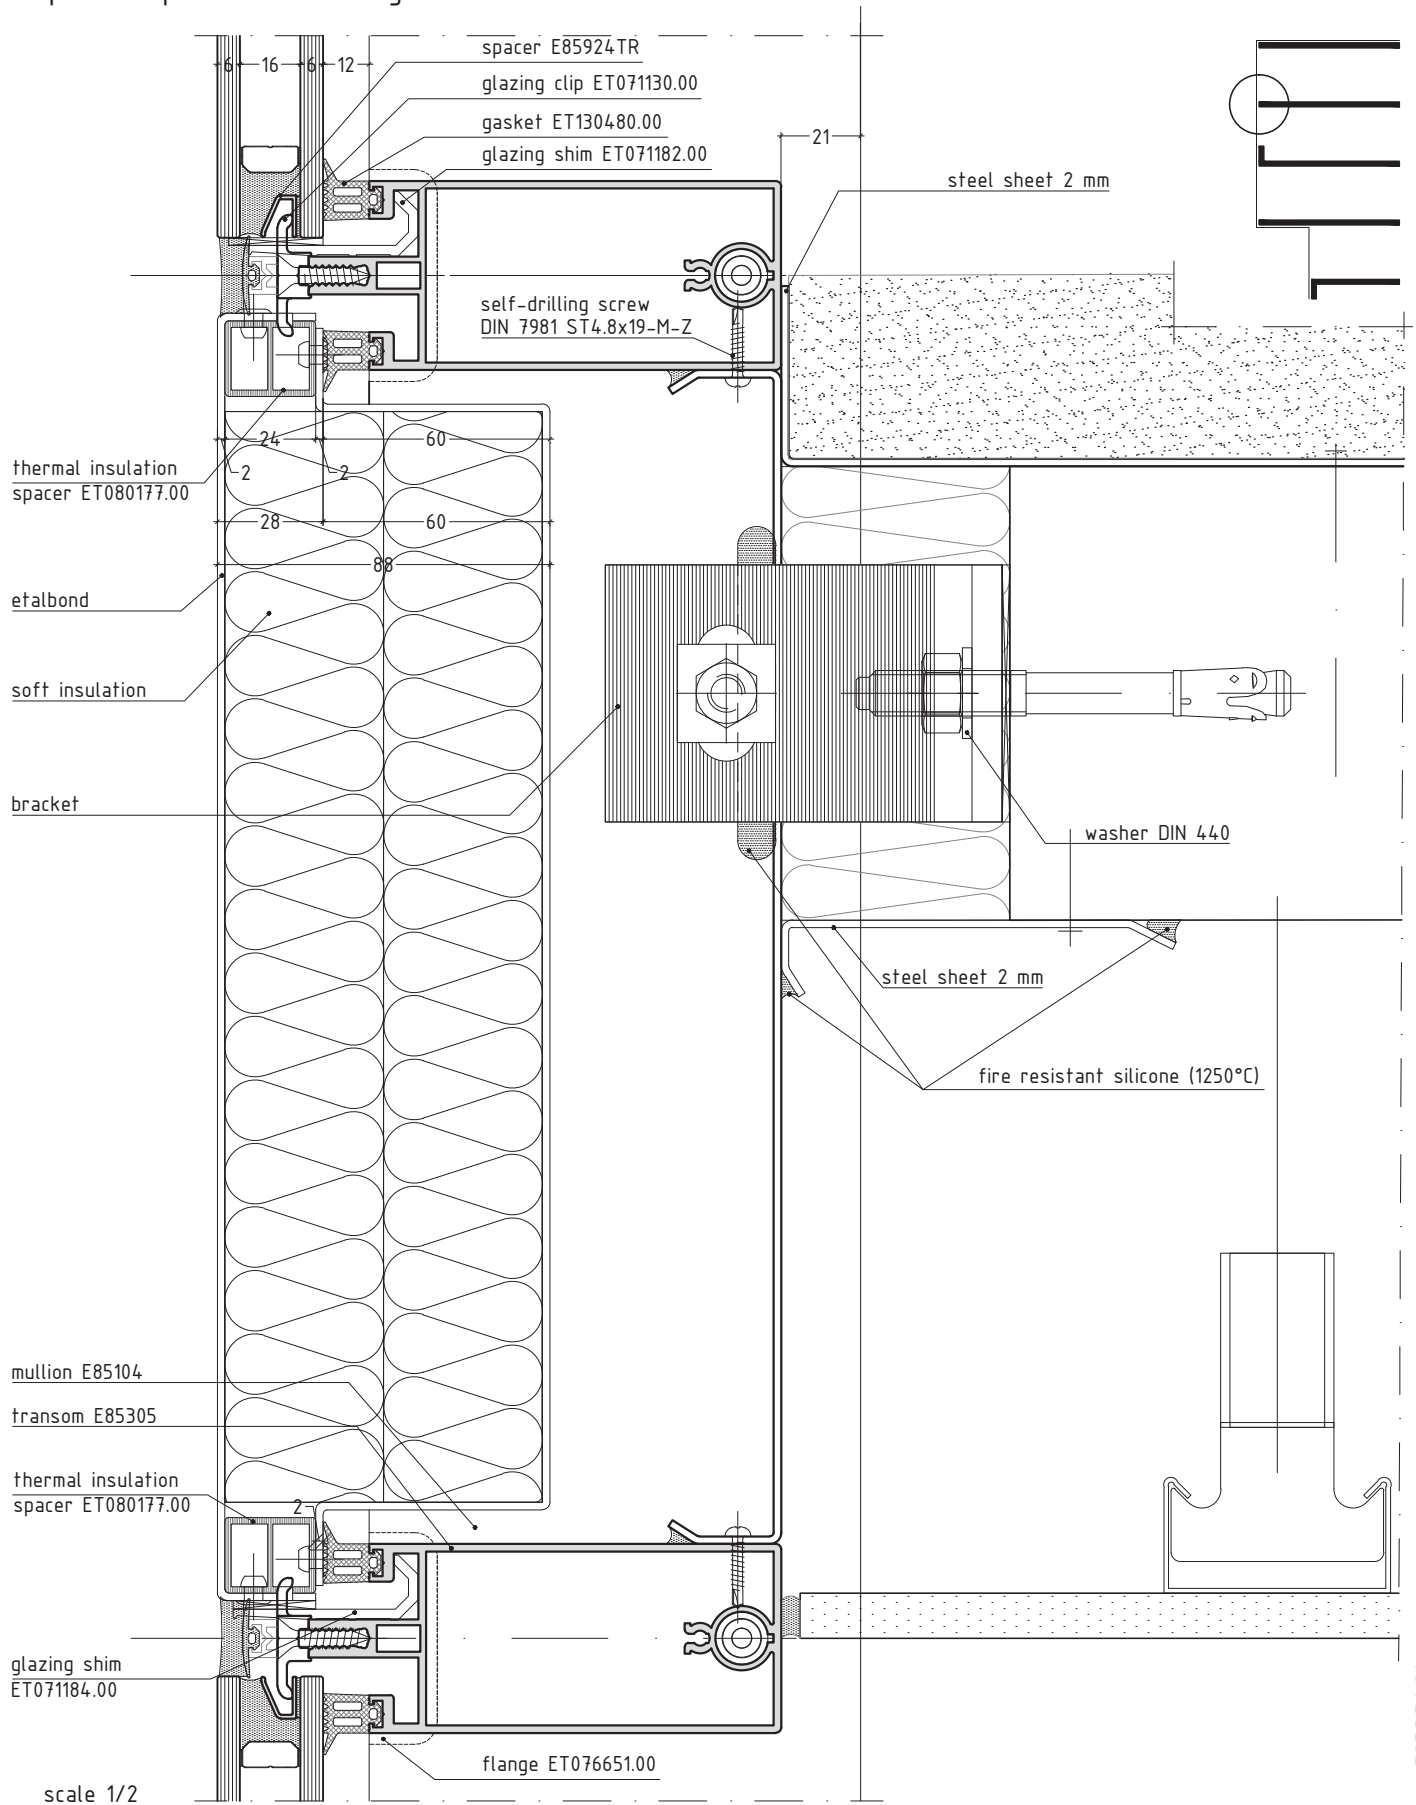 spacer E85924TR
6
16
6
12
glazing clip ET071130.00
gasket ET130480.00
21
glazing shim ET071182.00
steel sheet 2 mm
self-drilling screw
DIN 7981 ST4.8x19-M-Z
24
60
thermal insulation
spacer ET080177.00
2
2
28
60
88
etalbond
soft insulation
bracket
washer DIN 440
steel sheet 2 mm
fire resistant silicone (1250°C)
mullion E85104
transom E85305
thermal insulation
spacer ET080177.00
2
glazing shim
ET071184.00
flange ET076651.00
scale 1/2